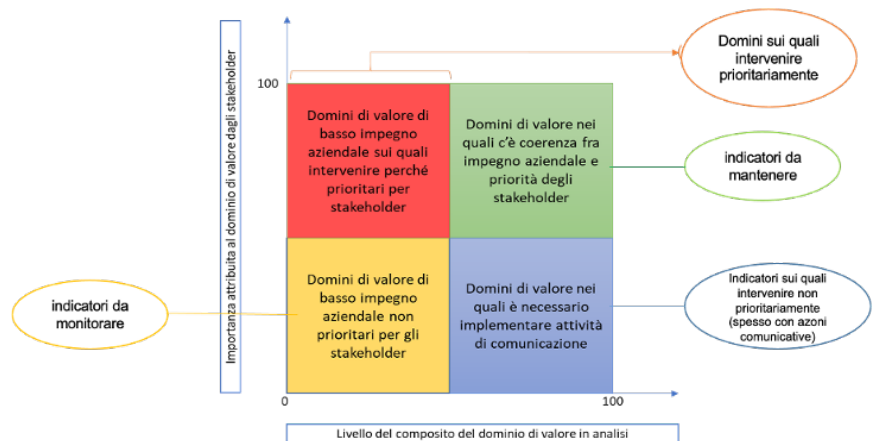 Domini sui quali
intervenire
prioritariamente
Importanza attribuita al dominio di valore dagli stakeholder
100
Domini di valore di
basso impegno
aziendale sui quali
intervenire perché
prioritari per
stakeholder
Domini di valore nei
quali c'è coerenza fra
impegno aziendale e
priorità degli
stakeholder
indicatori da
mantenere
indicatori da
monitorare
Domini di valore di
basso impegno
aziendale non
prioritari per gli
stakeholder
Domini di valore nei
quali è necessario
implementare attività
di comunicazione
Indicatori sui quali
intervenire non
prioritariamente
(spesso con azoni
comunicative)
0
100
Livello del composito del dominio di valore in analisi